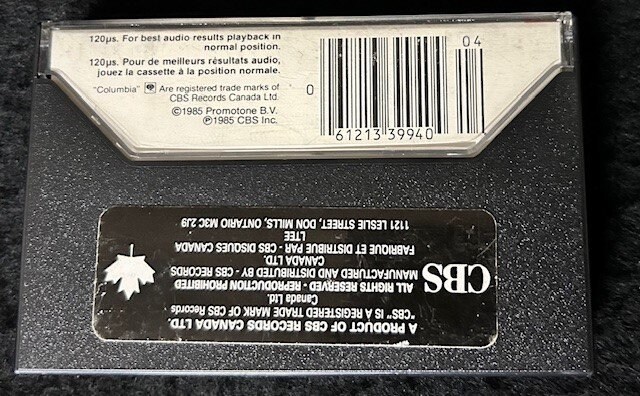 120µs. For best audio results playback in
normal position.
120µs. Pour de meilleurs résultats audio,
jouez la cassette à la position normale.
"Columbia" Are registered trade marks of
CBS Records Canada Ltd.
©1985 Promotone B.V.
℗1985 CBS Inc.
04
0
61213 39940
A PRODUCT OF CBS RECORDS CANADA LTD.
"CBS" IS A REGISTERED TRADE MARK OF CBS Records
Canada Ltd.
ALL RIGHTS RESERVED - REPRODUCTION PROHIBITED
MANUFACTURED AND DISTRIBUTED BY - CBS RECORDS
CANADA LTD.
FABRIQUE ET DISTRIBUE PAR - CBS DISQUES CANADA
LTEE
1121 LESLIE STREET, DON MILLS, ONTARIO M3C 2J9
CBS